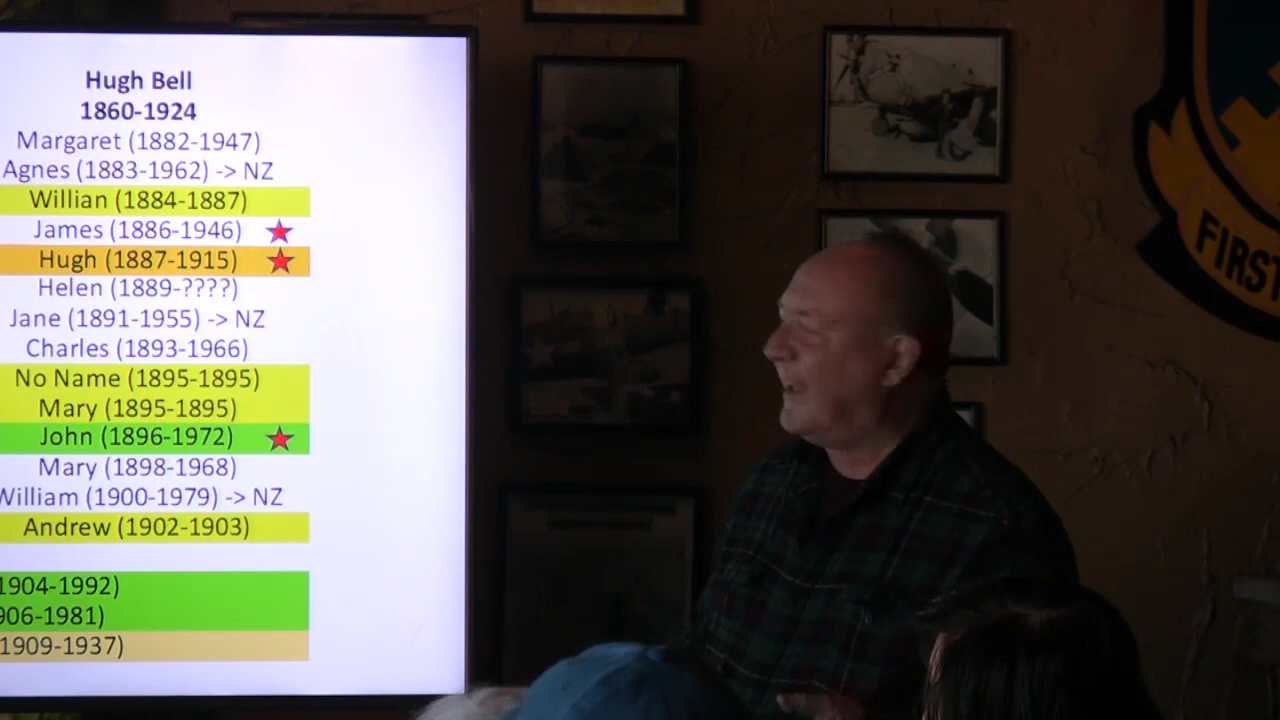 Hugh Bell
1860-1924
Margaret (1882-1947)
Agnes (1883-1962) -> NZ
Willian (1884-1887)
James (1886-1946)
Hugh (1887-1915)
Helen (1889-????)
Jane (1891-1955) -> NZ
Charles (1893-1966)
No Name (1895-1895)
Mary (1895-1895)
John (1896-1972)
Mary (1898-1968)
William (1900-1979) -> NZ
Andrew (1902-1903)
1904-1992)
906-1981)
1909-1937)
FIRST